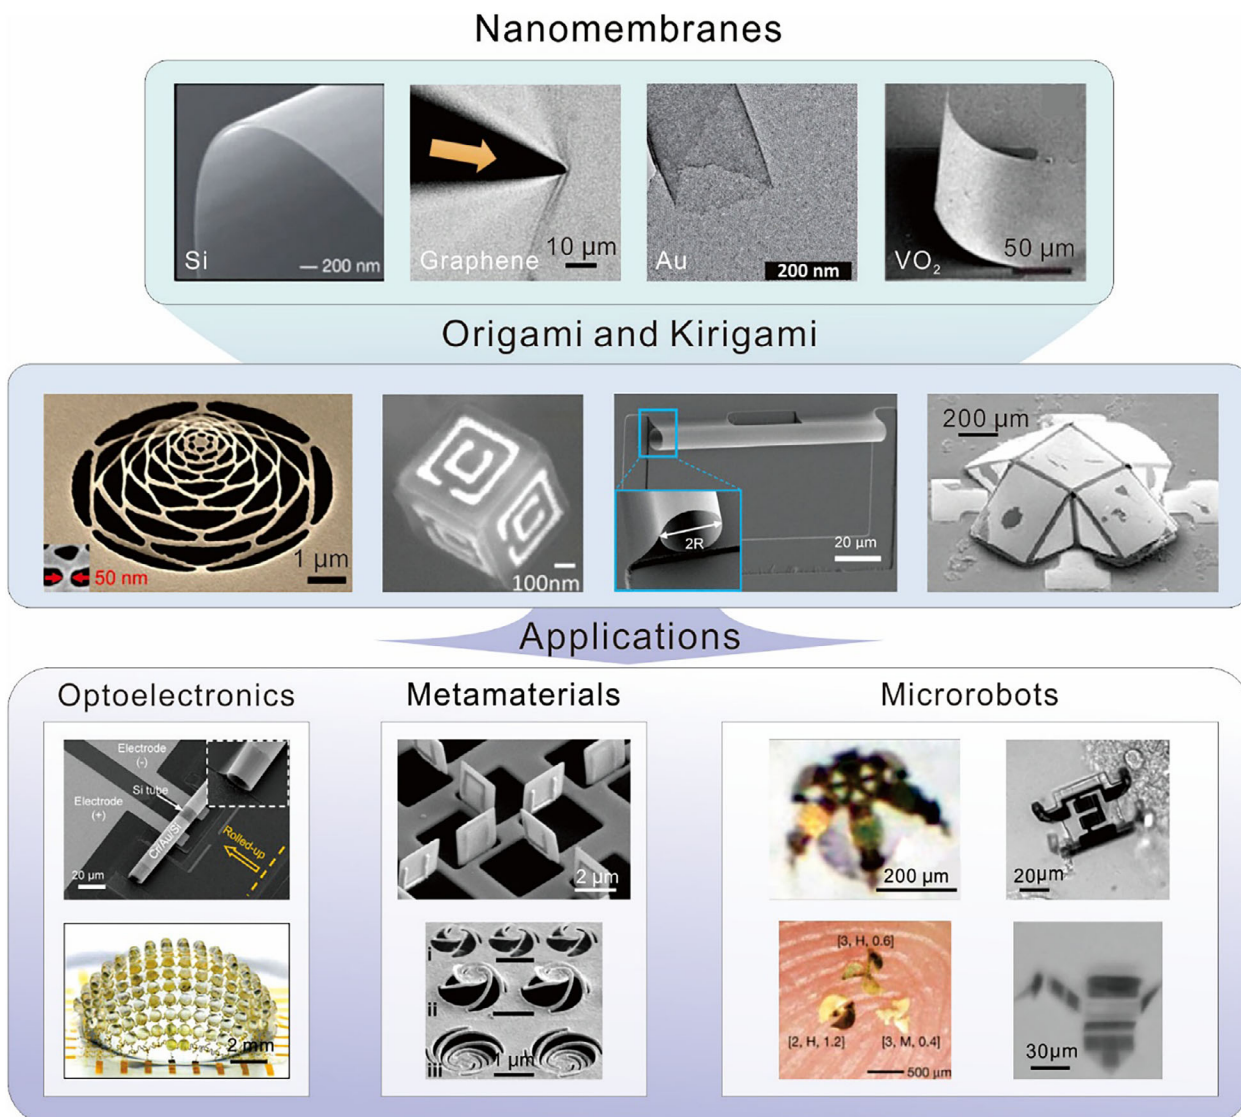 Nanomembranes
Si
200 nm
Graphene
10 μm
Au
200 nm
VO₂
50 μm
Origami and Kirigami
50 nm
1 μm
100nm
2R
20 μm
200 μm
Applications
Optoelectronics
Metamaterials
Microrobots
Electrode
(-)
Si tube
Electrode
(+)
Cr/Au/Si
Rolled-up
20 μm
2 mm
2 μm
i
ii
iii
1 μm
200 μm
20μm
[3, H, 0.6]
[2, H, 1.2]
[3, M, 0.4]
500 μm
30μm